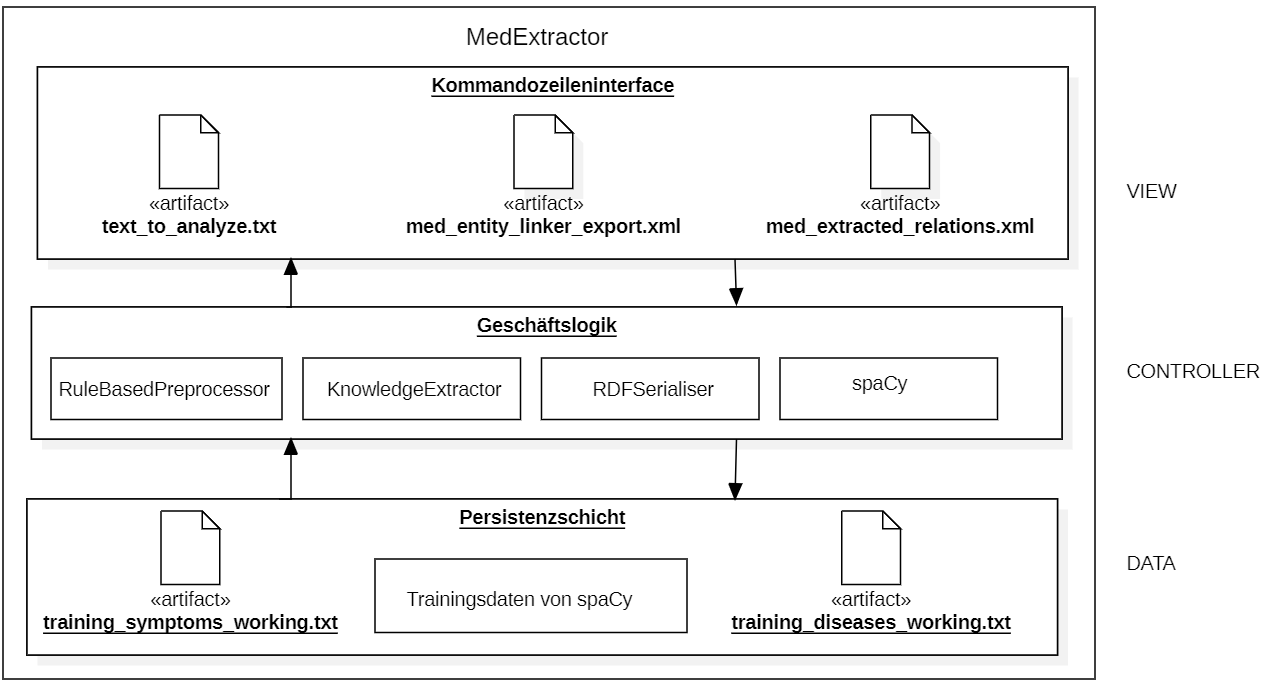 MedExtractor
Kommandozeileninterface
«artifact»
text_to_analyze.txt
«artifact»
med_entity_linker_export.xml
«artifact»
med_extracted_relations.xml
VIEW
Geschäftslogik
RuleBasedPreprocessor
KnowledgeExtractor
RDFSerialiser
spaCy
CONTROLLER
Persistenzschicht
«artifact»
training_symptoms_working.txt
Trainingsdaten von spaCy
«artifact»
training_diseases_working.txt
DATA